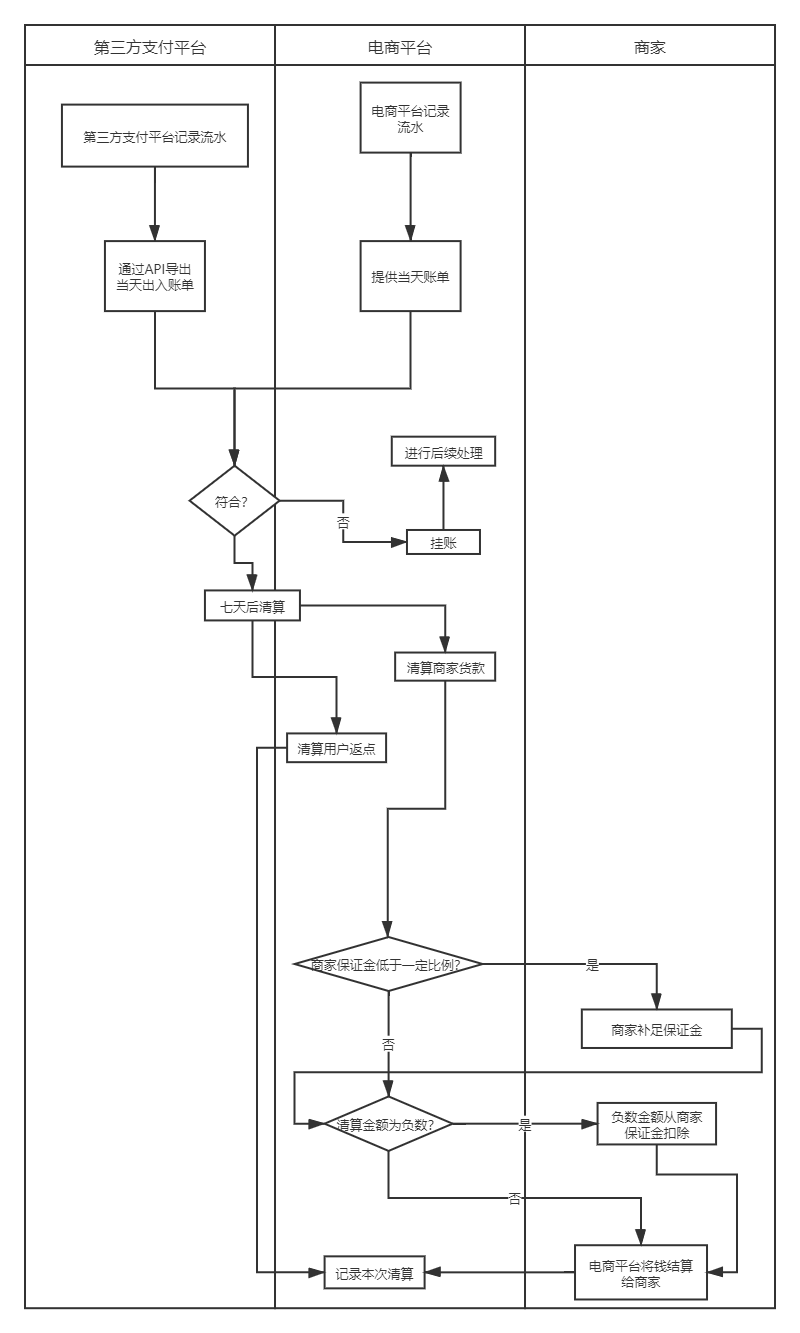 第三方支付平台
电商平台
商家
第三方支付平台记录流水
电商平台记录
流水
通过API导出
当天出入账单
提供当天账单
进行后续处理
符合?
否
挂账
七天后清算
清算商家货款
清算用户返点
商家保证金低于一定比例?
是
商家补足保证金
否
清算金额为负数?
是
负数金额从商家
保证金扣除
否
记录本次清算
电商平台将钱结算
给商家